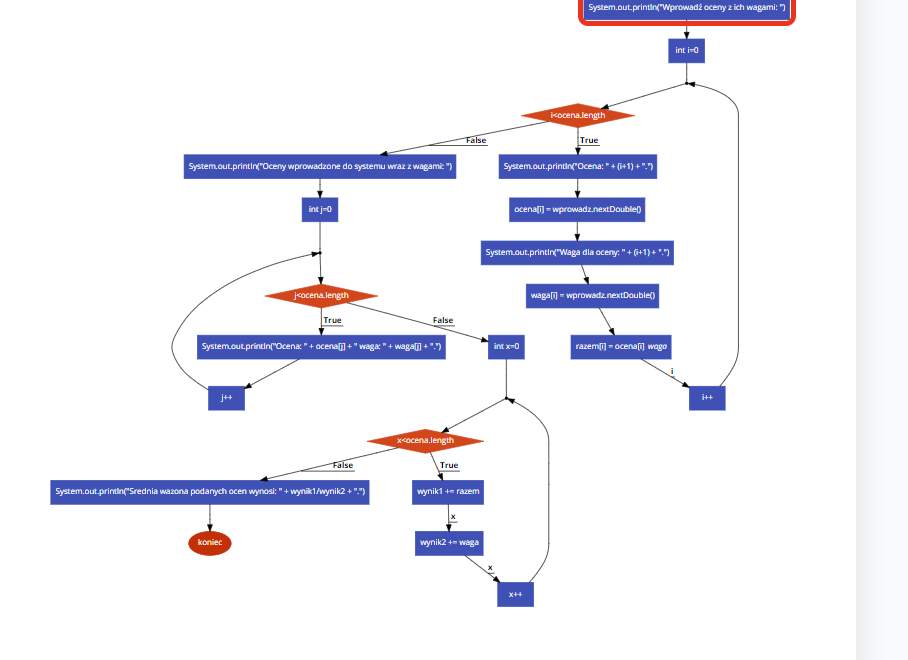 System.out.println("Wprowadź oceny z ich wagami: ")
int i=0
i<ocena.length
False
True
System.out.println("Oceny wprowadzone do systemu wraz z wagami: ")
System.out.println("Ocena: " + (i+1) + ".")
int j=0
ocena[i] = wprowadz.nextDouble()
System.out.println("Waga dla oceny: " + (i+1) + ".")
j<ocena.length
waga[i] = wprowadz.nextDouble()
True
False
System.out.println("Ocena: " + ocena[j] + " waga: " + waga[j] + ".")
int x=0
razem[i] = ocena[i] waga
i
j++
i++
x<ocena.length
False
True
System.out.println("Srednia wazona podanych ocen wynosi: " + wynik1/wynik2 + ".")
wynik1 += razem
x
koniec
wynik2 += waga
x
x++